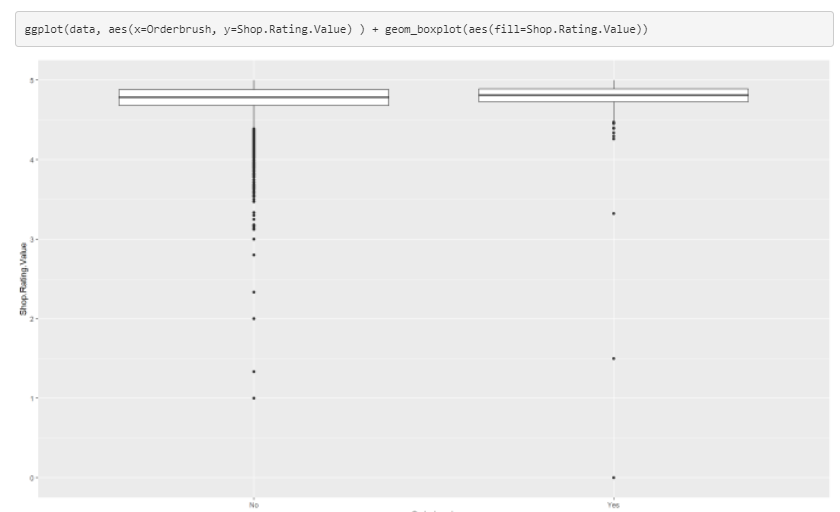 ggplot(data, aes(x=Orderbrush, y=Shop.Rating.Value) ) + geom_boxplot(aes(fill=Shop.Rating.Value))
5
4
3
2
1
0
Shop.Rating.Value
No
Yes